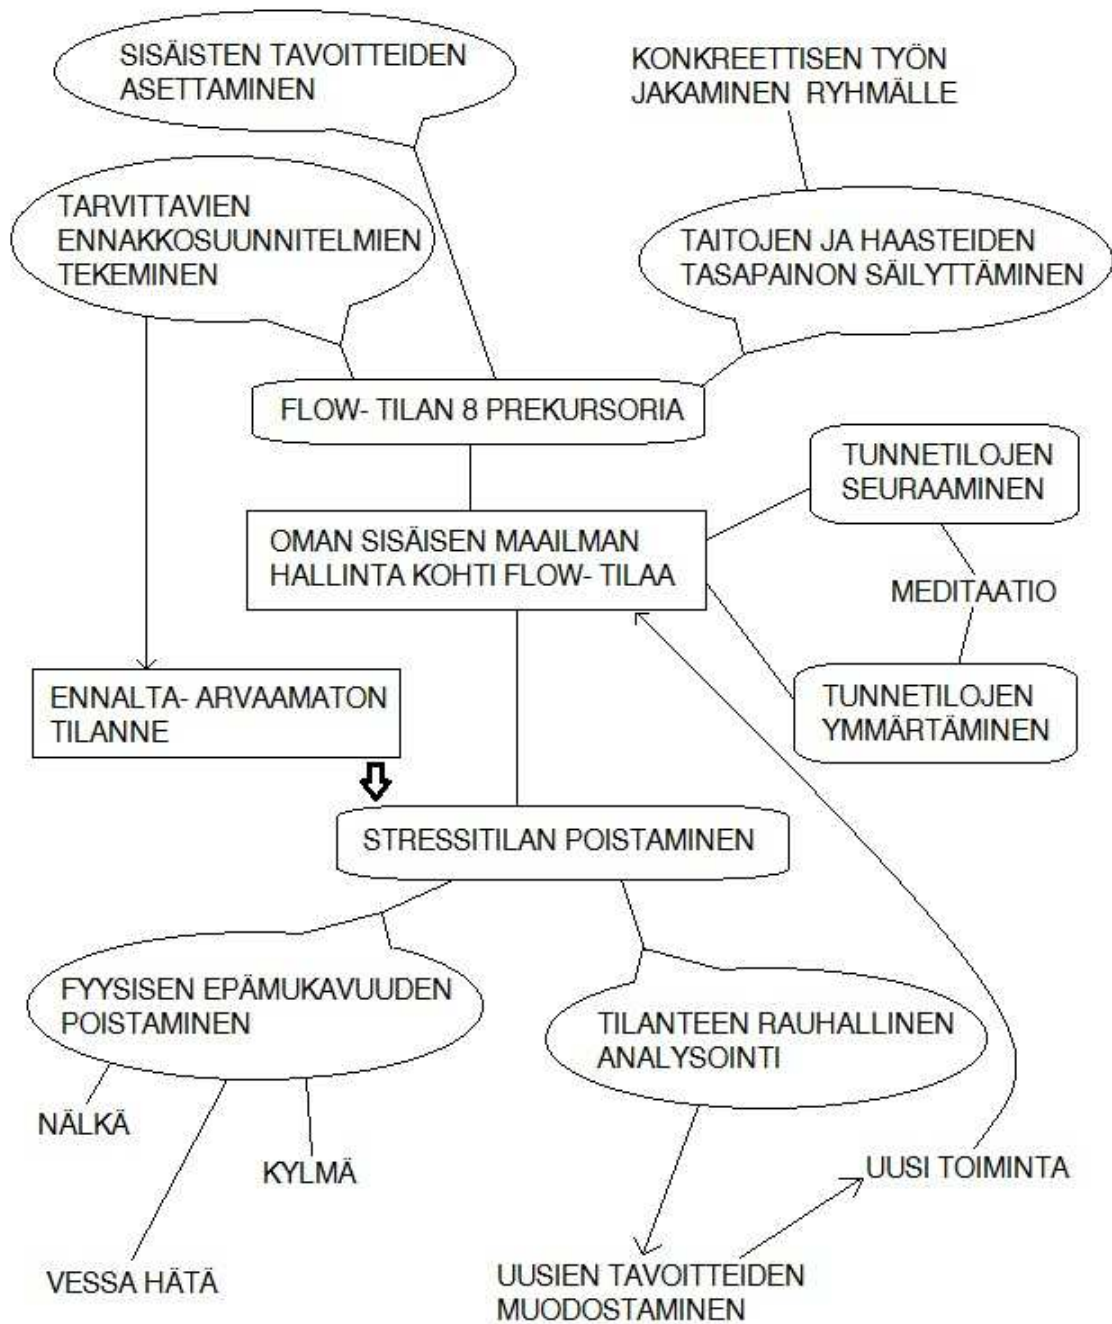 SISÄISTEN TAVOITTEIDEN
ASETTAMINEN
KONKREETTISEN TYÖN
JAKAMINEN RYHMÄLLE
TARVITTAVIEN
ENNAKKOSUUNNITELMIEN
TEKEMINEN
TAITOJEN JA HAASTEIDEN
TASAPAINON SÄILYTTÄMINEN
FLOW- TILAN 8 PREKURSORIA
TUNNETILOJEN
SEURAAMINEN
OMAN SISÄISEN MAAILMAN
HALLINTA KOHTI FLOW- TILAA
MEDITAATIO
ENNALTA- ARVAAMATON
TILANNE
TUNNETILOJEN
YMMÄRTÄMINEN
STRESSITILAN POISTAMINEN
FYYSISEN EPÄMUKAVUUDEN
POISTAMINEN
TILANTEEN RAUHALLINEN
ANALYSOINTI
NÄLKÄ
KYLMÄ
UUSI TOIMINTA
VESSA HÄTÄ
UUSIEN TAVOITTEIDEN
MUODOSTAMINEN